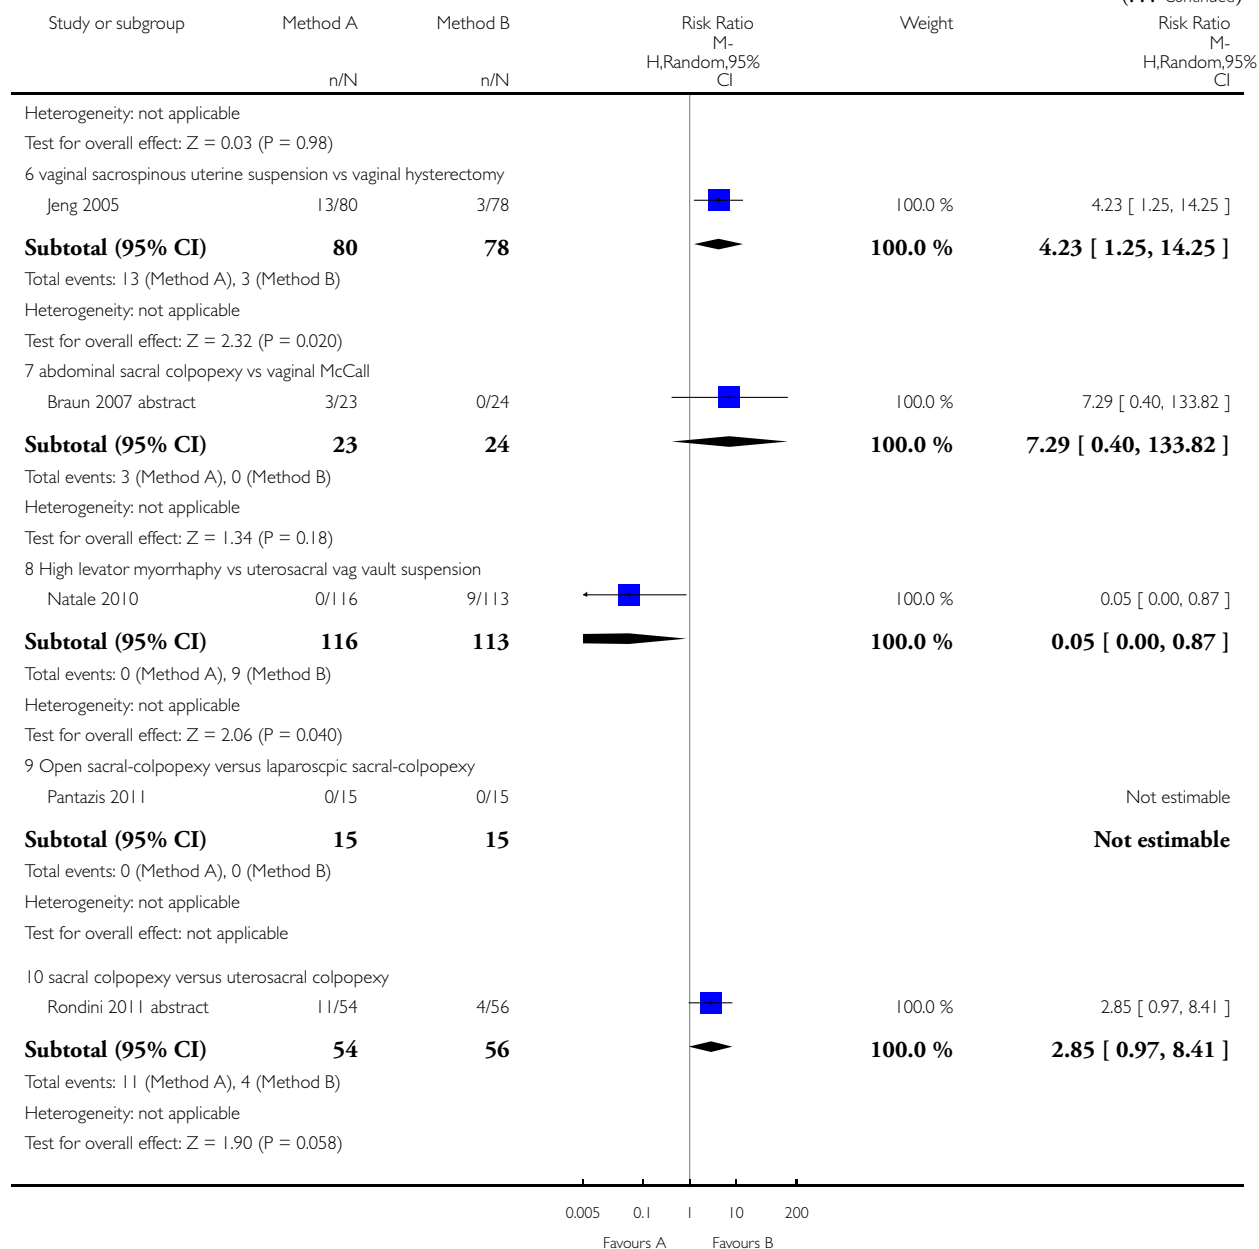 (... Continued)
Study or subgroup Method A Method B Risk Ratio Weight Risk Ratio
M- M-
H,Random,95% H,Random,95%
n/N n/N CI CI
Heterogeneity: not applicable
Test for overall effect: Z = 0.03 (P = 0.98)
6 vaginal sacrospinous uterine suspension vs vaginal hysterectomy
Jeng 2005 13/80 3/78 100.0 % 4.23 [ 1.25, 14.25 ]
Subtotal (95% CI) 80 78 100.0 % 4.23 [ 1.25, 14.25 ]
Total events: 13 (Method A), 3 (Method B)
Heterogeneity: not applicable
Test for overall effect: Z = 2.32 (P = 0.020)
7 abdominal sacral colpopexy vs vaginal McCall
Braun 2007 abstract 3/23 0/24 100.0 % 7.29 [ 0.40, 133.82 ]
Subtotal (95% CI) 23 24 100.0 % 7.29 [ 0.40, 133.82 ]
Total events: 3 (Method A), 0 (Method B)
Heterogeneity: not applicable
Test for overall effect: Z = 1.34 (P = 0.18)
8 High levator myorrhaphy vs uterosacral vag vault suspension
Natale 2010 0/116 9/113 100.0 % 0.05 [ 0.00, 0.87 ]
Subtotal (95% CI) 116 113 100.0 % 0.05 [ 0.00, 0.87 ]
Total events: 0 (Method A), 9 (Method B)
Heterogeneity: not applicable
Test for overall effect: Z = 2.06 (P = 0.040)
9 Open sacral-colpopexy versus laparoscpic sacral-colpopexy
Pantazis 2011 0/15 0/15 Not estimable
Subtotal (95% CI) 15 15 Not estimable
Total events: 0 (Method A), 0 (Method B)
Heterogeneity: not applicable
Test for overall effect: not applicable
10 sacral colpopexy versus uterosacral colpopexy
Rondini 2011 abstract 11/54 4/56 100.0 % 2.85 [ 0.97, 8.41 ]
Subtotal (95% CI) 54 56 100.0 % 2.85 [ 0.97, 8.41 ]
Total events: 11 (Method A), 4 (Method B)
Heterogeneity: not applicable
Test for overall effect: Z = 1.90 (P = 0.058)
0.005 0.1 1 10 200
Favours A Favours B